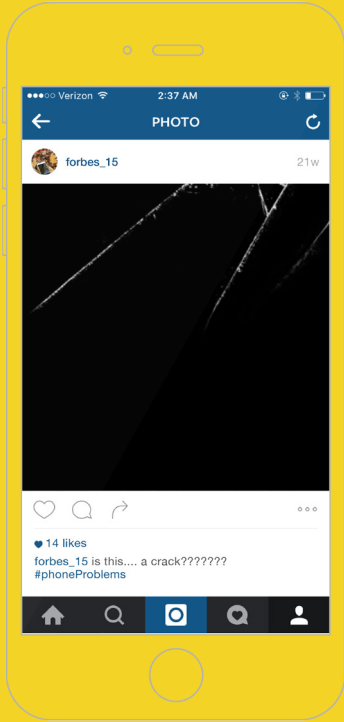 Verizon 2:37 AM
PHOTO
forbes_15 21w
14 likes
forbes_15 is this.... a crack???????
#phoneProblems